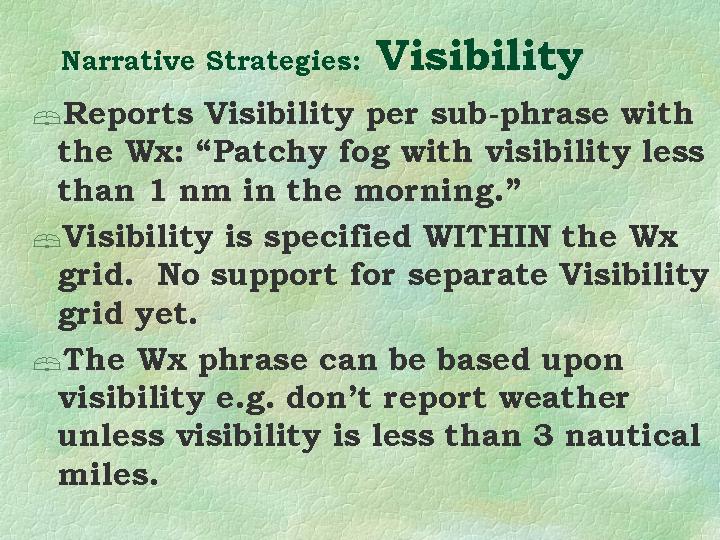 Narrative Strategies: Visibility
Reports Visibility per sub-phrase with
the Wx: “Patchy fog with visibility less
than 1 nm in the morning.”
Visibility is specified WITHIN the Wx
grid. No support for separate Visibility
grid yet.
The Wx phrase can be based upon
visibility e.g. don’t report weather
unless visibility is less than 3 nautical
miles.